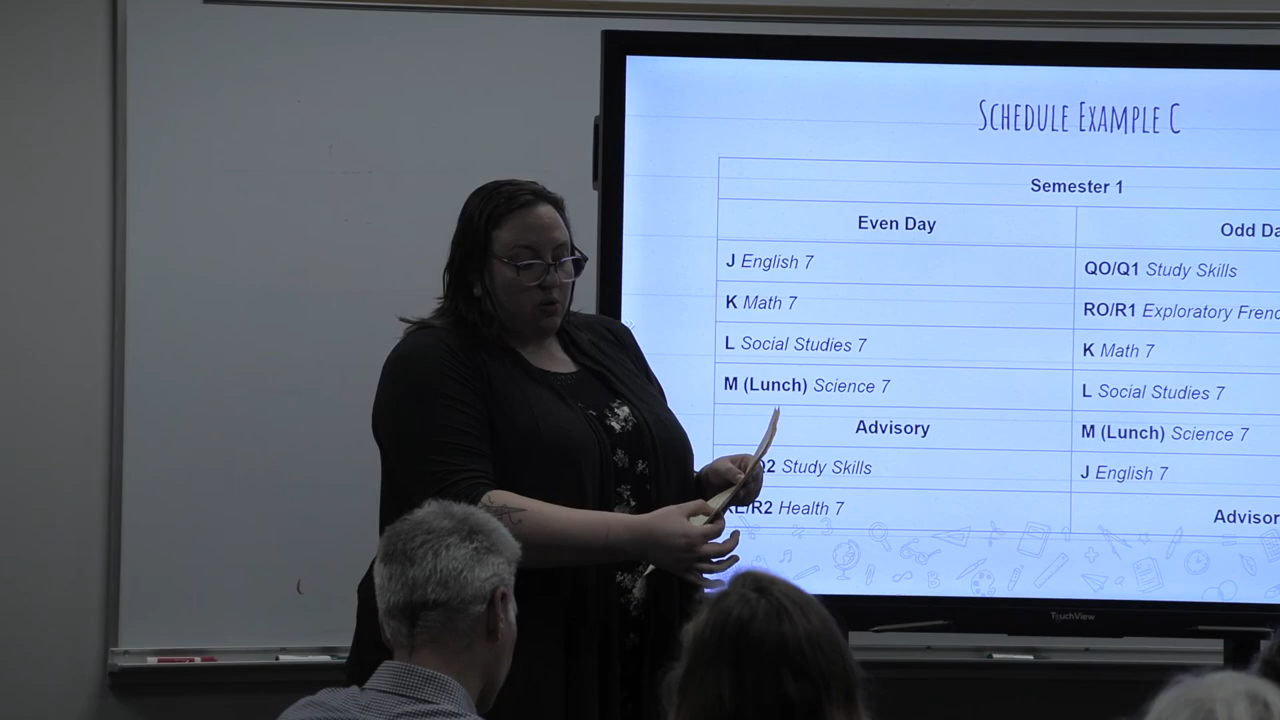 Schedule Example C
Semester 1
Even Day
J English 7
K Math 7
L Social Studies 7
M (Lunch) Science 7
Advisory
Study Skills
/R2 Health 7
Odd
QO/Q1 Study Skills
RO/R1 Exploratory
K Math 7
L Social Studies 7
M (Lunch) Science 7
J English 7
TouchView